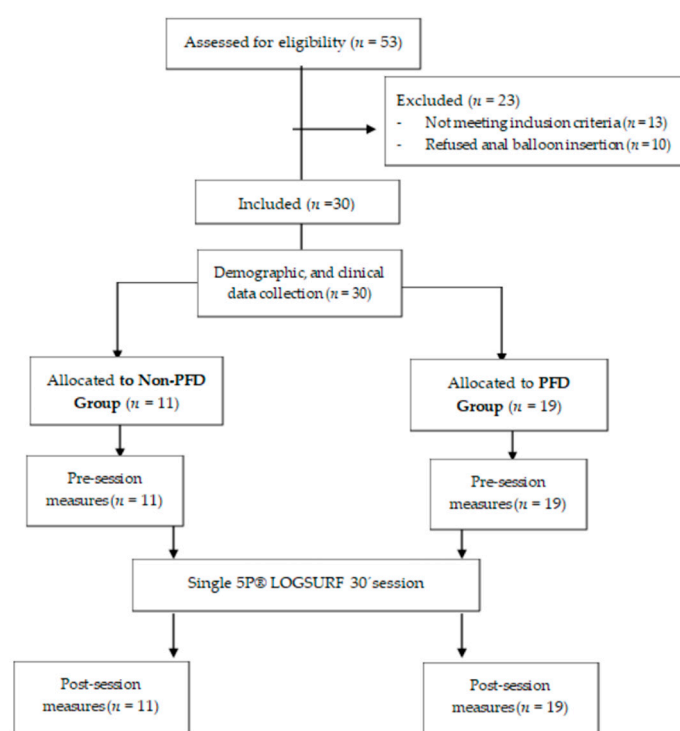 Assessed for eligibility (n = 53)
Excluded (n = 23)
- Not meeting inclusion criteria (n = 13)
- Refused anal balloon insertion (n = 10)
Included (n =30)
Demographic, and clinical
data collection (n = 30)
Allocated to Non-PFD
Group (n = 11)
Allocated to PFD
Group (n = 19)
Pre-session
measures (n = 11)
Pre-session
measures (n = 19)
Single 5P® LOGSURF 30´session
Post-session
measures (n = 11)
Post-session
measures (n = 19)